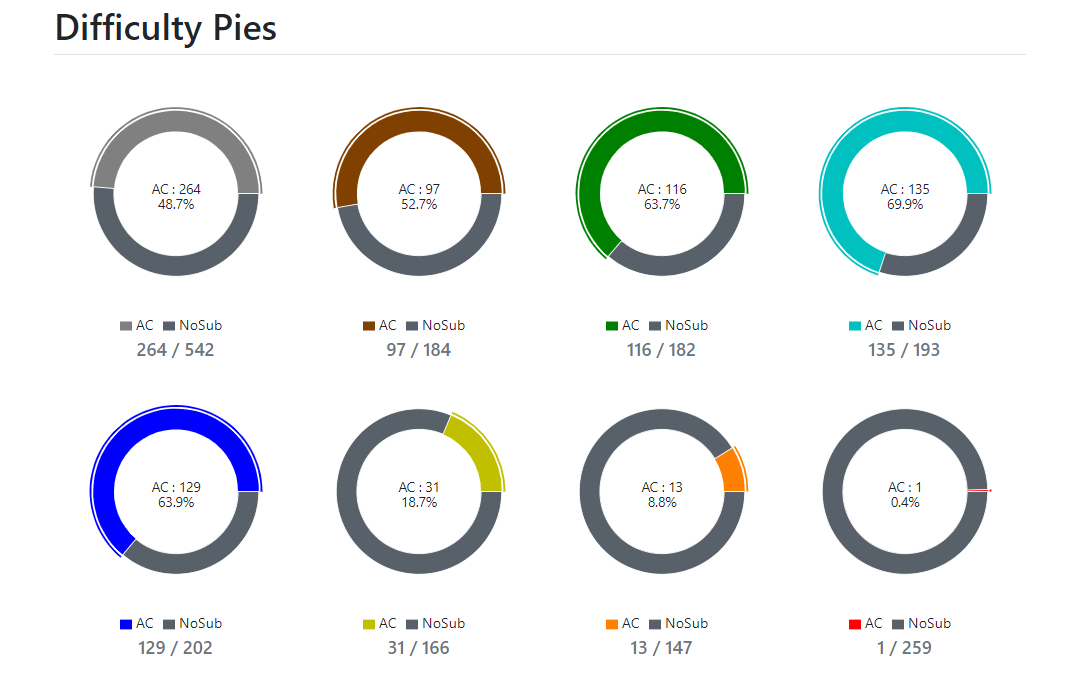 Difficulty Pies
AC : 264
48.7%
AC NoSub
264 / 542
AC : 97
52.7%
AC NoSub
97 / 184
AC : 116
63.7%
AC NoSub
116 / 182
AC : 135
69.9%
AC NoSub
135 / 193
AC : 129
63.9%
AC NoSub
129 / 202
AC : 31
18.7%
AC NoSub
31 / 166
AC : 13
8.8%
AC NoSub
13 / 147
AC : 1
0.4%
AC NoSub
1 / 259